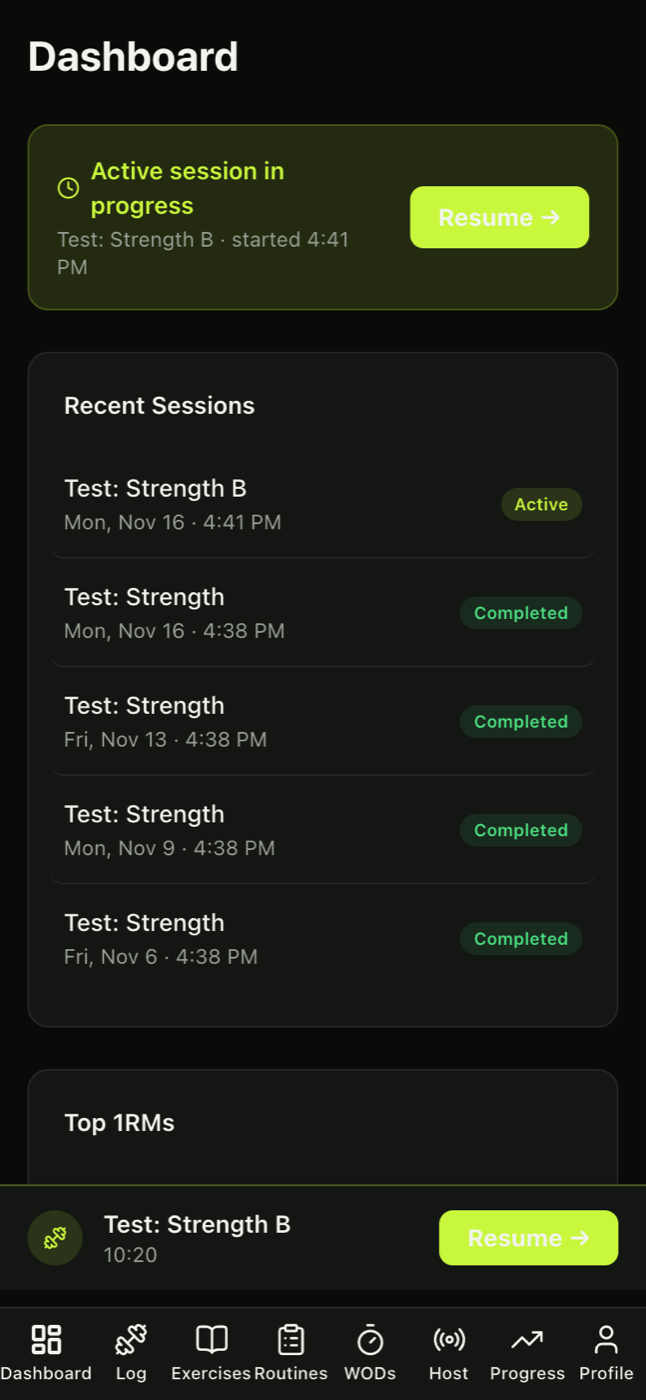 Dashboard
Active session in
progress
Test: Strength B · started 4:41
PM
Resume →
Recent Sessions
Test: Strength B
Mon, Nov 16 · 4:41 PM
Active
Test: Strength
Mon, Nov 16 · 4:38 PM
Completed
Test: Strength
Fri, Nov 13 · 4:38 PM
Completed
Test: Strength
Mon, Nov 9 · 4:38 PM
Completed
Test: Strength
Fri, Nov 6 · 4:38 PM
Completed
Top 1RMs
Test: Strength B
10:20
Resume →
Dashboard
Log
Exercises
Routines
WODs
Host
Progress
Profile